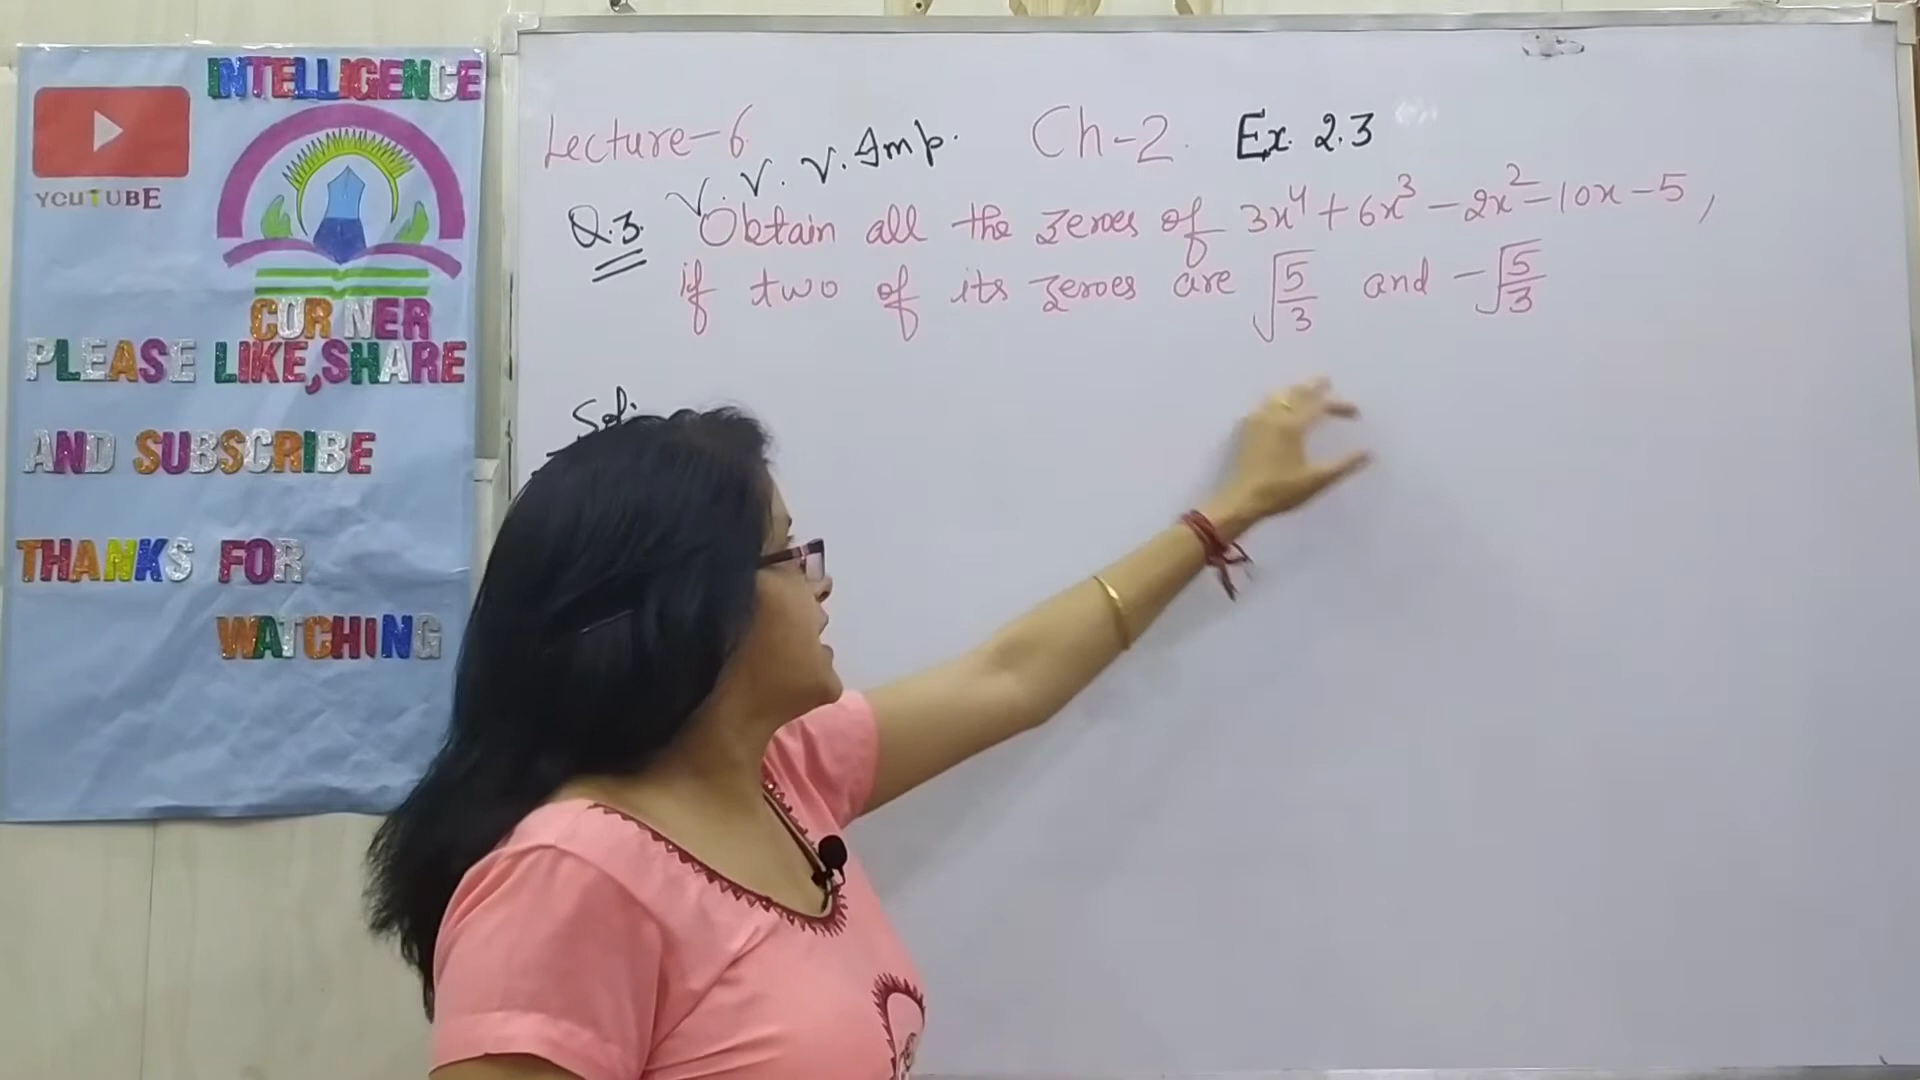 INTELLIGENCE
YOUTUBE
CORNER
PLEASE LIKE,SHARE
AND SUBSCRIBE
THANKS FOR
WATCHING
Lecture-6 Ch-2. Ex. 2.3
V. V. V. Imp.
Q.3. Obtain all the zeroes of 3x⁴+6x³-2x²-10x-5,
if two of its zeroes are √5/3 and -√5/3
Sol: